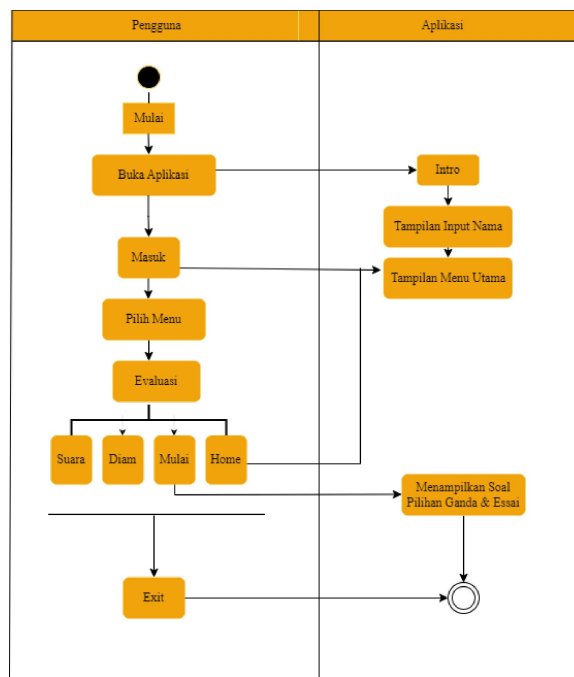 Pengguna
Aplikasi
Mulai
Buka Aplikasi
Intro
Tampilan Input Nama
Masuk
Tampilan Menu Utama
Pilih Menu
Evaluasi
Suara
Diam
Mulai
Home
Menampilkan Soal
Pilihan Ganda & Essai
Exit